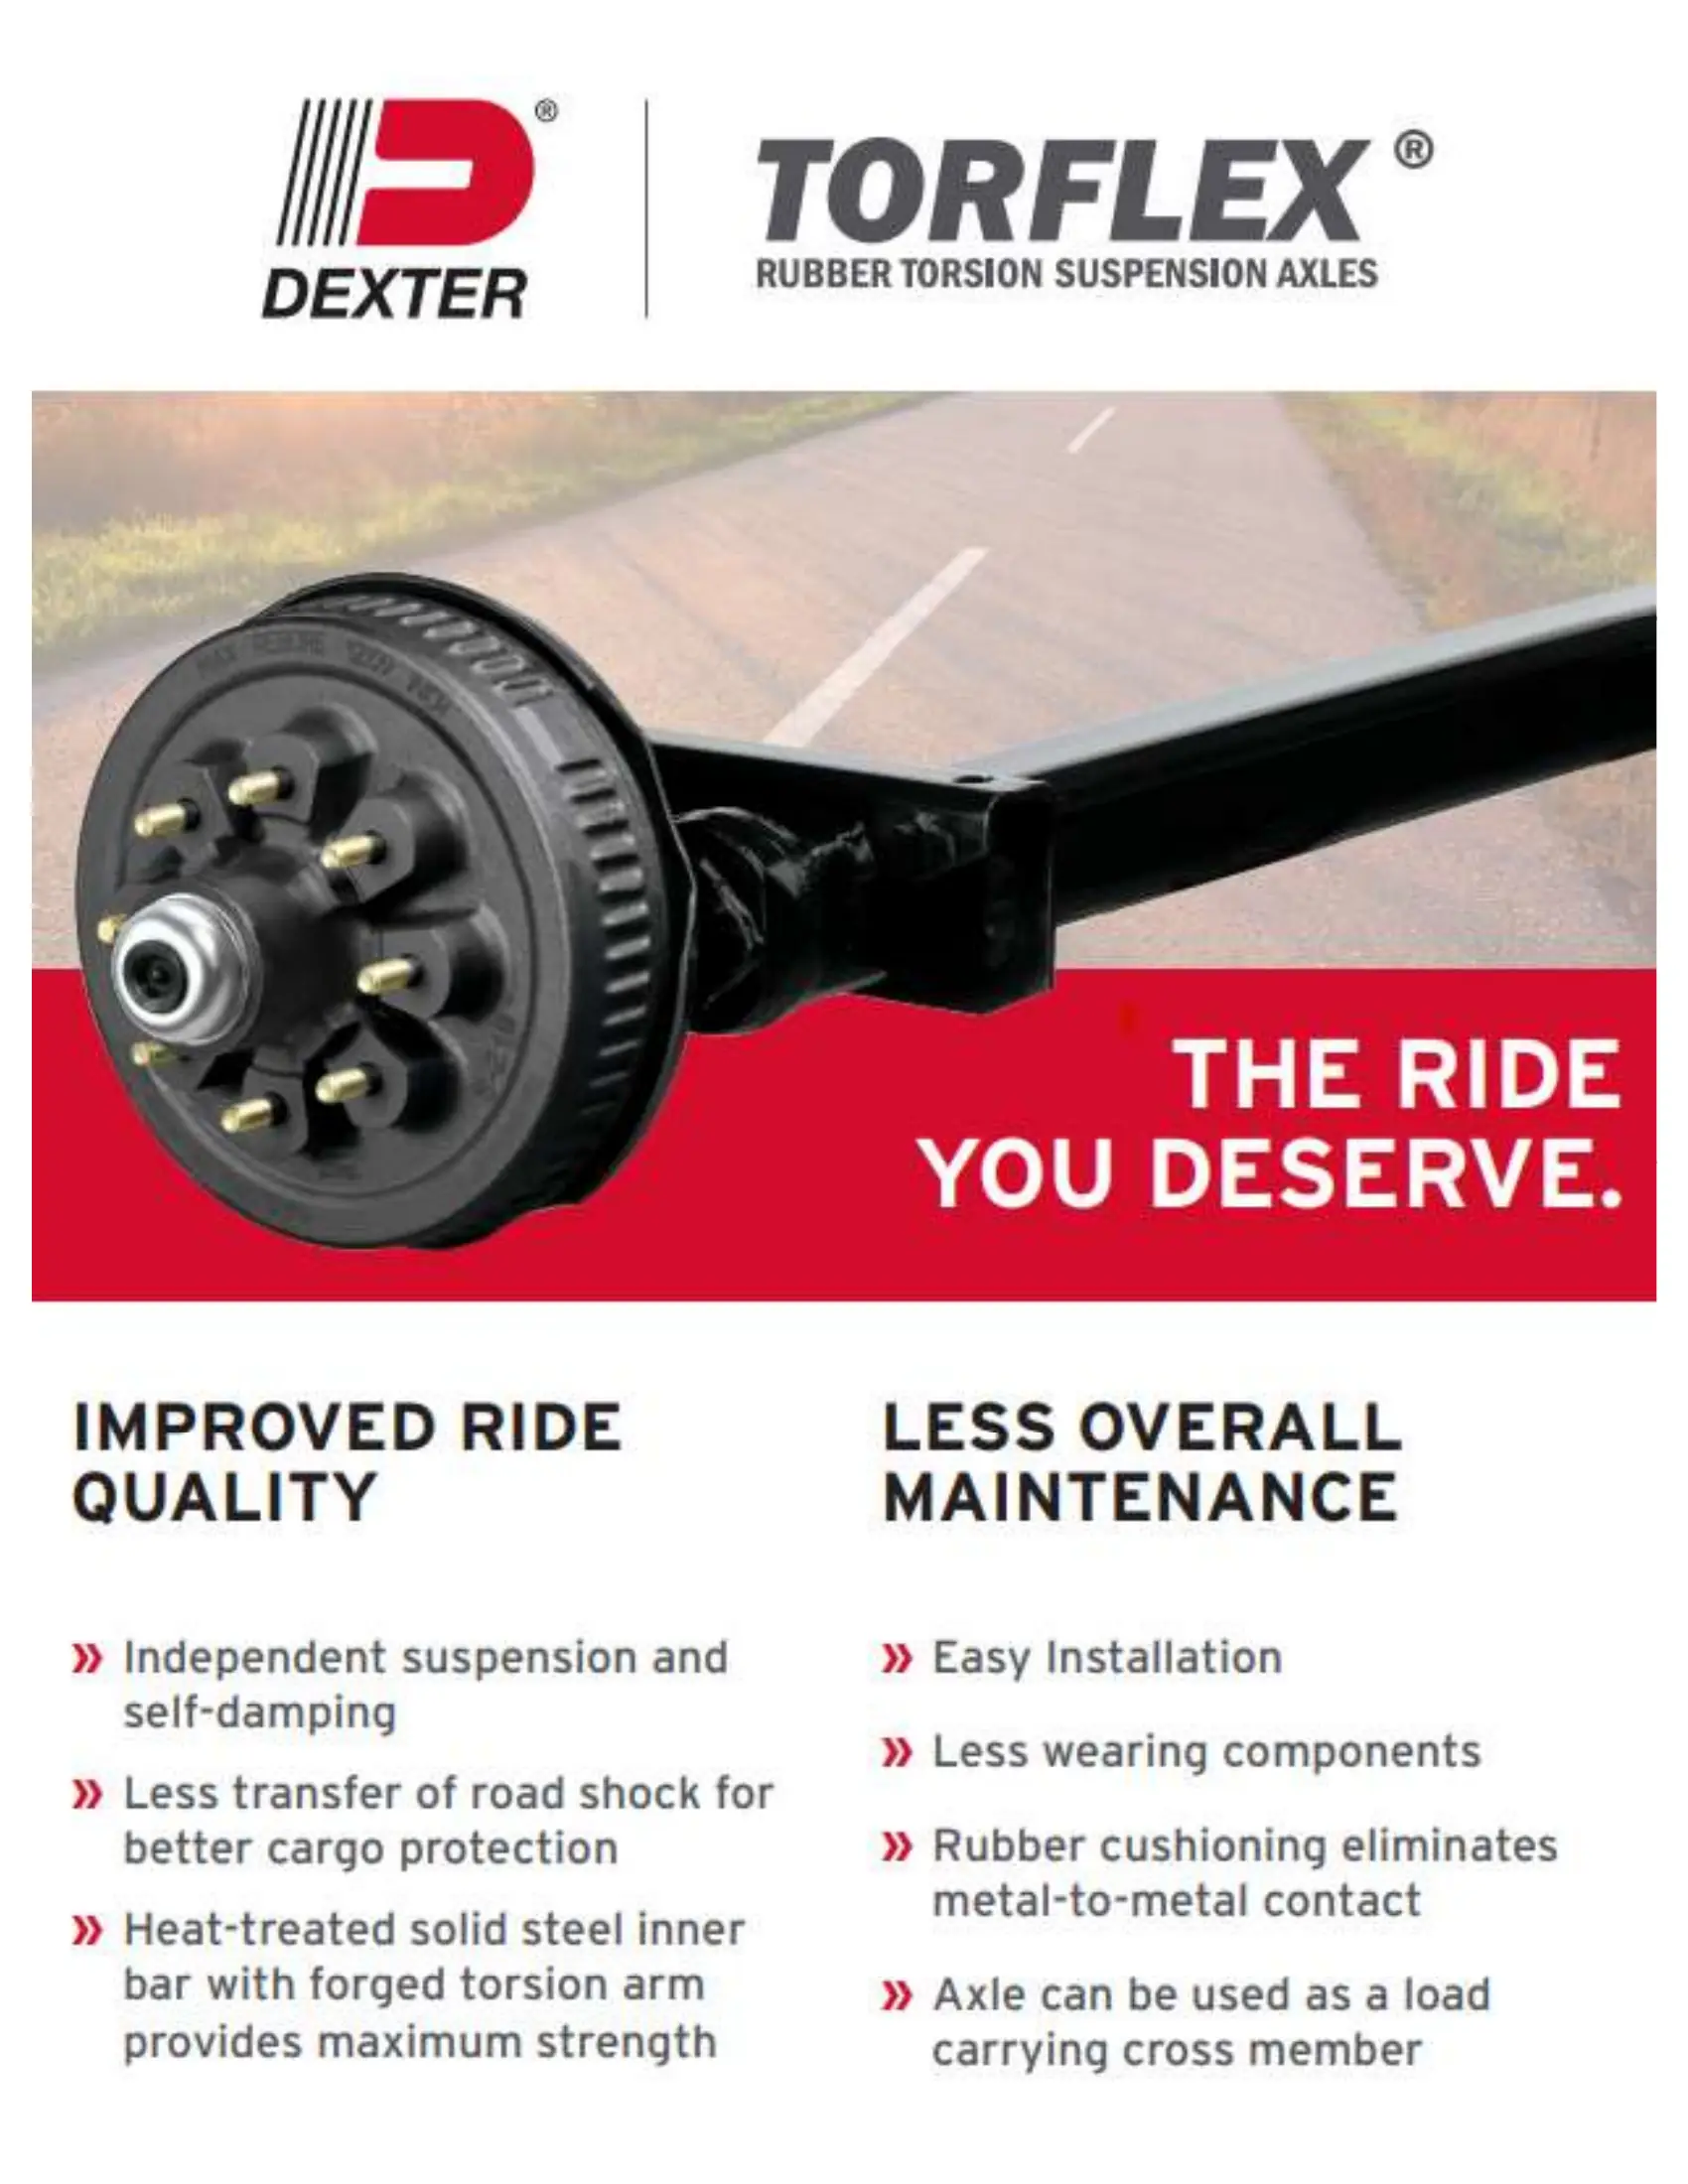 DEXTER
®
TORFLEX ®
RUBBER TORSION SUSPENSION AXLES
THE RIDE
YOU DESERVE.
IMPROVED RIDE
QUALITY
» Independent suspension and
self-damping
» Less transfer of road shock for
better cargo protection
» Heat-treated solid steel inner
bar with forged torsion arm
provides maximum strength
LESS OVERALL
MAINTENANCE
» Easy Installation
» Less wearing components
» Rubber cushioning eliminates
metal-to-metal contact
» Axle can be used as a load
carrying cross member